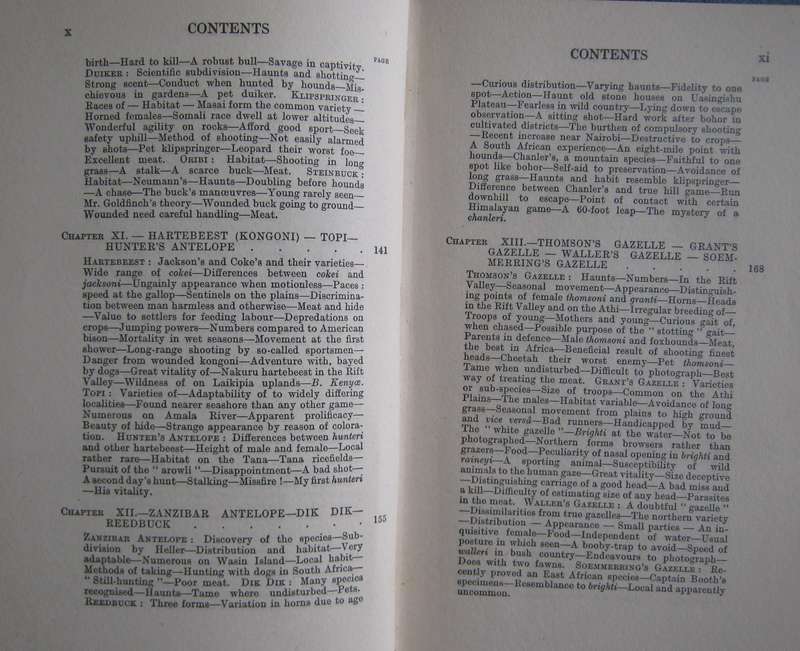 x CONTENTS
PAGE
birth—Hard to kill—A robust bull—Savage in captivity.
DUIKER : Scientific subdivision—Haunts and shotting—
Strong scent—Conduct when hunted by hounds—Mis-
chievous in gardens—A pet duiker. KLIPSPRINGER :
Races of — Habitat — Masai form the common variety —
Horned females—Somali race dwell at lower altitudes—
Wonderful agility on rocks—Afford good sport—Seek
safety uphill—Method of shooting—Not easily alarmed
by shots—Pet klipspringer—Leopard their worst foe—
Excellent meat. ORIBI : Habitat—Shooting in long
grass—A stalk—A scarce buck—Meat. STEINBUCK :
Habitat—Neumann's—Haunts—Doubling before hounds
—A chase—The buck's manœuvres—Young rarely seen—
Mr. Goldfinch's theory—Wounded buck going to ground—
Wounded need careful handling—Meat.
CHAPTER XI. — HARTEBEEST (KONGONI) — TOPI—
HUNTER'S ANTELOPE . . . . . 141
HARTEBEEST : Jackson's and Coke's and their varieties—
Wide range of cokei—Differences between cokei and
jacksoni—Ungainly appearance when motionless—Paces :
speed at the gallop—Sentinels on the plains—Discrimina-
tion between man harmless and otherwise—Meat and hide
—Value to settlers for feeding labour—Depredations on
crops—Jumping powers—Numbers compared to American
bison—Mortality in wet seasons—Movement at the first
shower—Long-range shooting by so-called sportsmen—
Danger from wounded kongoni—Adventure with, bayed
by dogs—Great vitality of—Nakuru hartebeest in the Rift
Valley—Wildness of on Laikipia uplands—B. Kenyæ.
TOPI : Varieties of—Adaptability of to widely differing
localities—Found nearer seashore than any other game—
Numerous on Amala River—Apparent prolificacy—
Beauty of hide—Strange appearance by reason of colora-
tion. HUNTER'S ANTELOPE : Differences between hunteri
and other hartebeest—Height of male and female—Local
rather rare—Habitat on the Tana—Tana ricefields—
Pursuit of the " arowli "—Disappointment—A bad shot—
A second day's hunt—Stalking—Missfire !—My first hunteri
—His vitality.
CHAPTER XII.—ZANZIBAR ANTELOPE—DIK DIK—
REEDBUCK . . . . . . . 155
ZANZIBAR ANTELOPE : Discovery of the species—Sub-
division by Heller—Distribution and habitat—Very
adaptable—Numerous on Wasin Island—Local habit—
Methods of taking—Hunting with dogs in South Africa—
" Still-hunting "—Poor meat. DIK DIK : Many species
recognised—Haunts—Tame where undisturbed—Pets.
REEDBUCK : Three forms—Variation in horns due to age
CONTENTS xi
PAGE
—Curious distribution—Varying haunts—Fidelity to one
spot—Action—Haunt old stone houses on Uasingishu
Plateau—Fearless in wild country—Lying down to escape
observation—A sitting shot—Hard work after bohor in
cultivated districts—The burthen of compulsory shooting
—Recent increase near Nairobi—Destructive to crops—
A South African experience—An eight-mile point with
hounds—Chanler's, a mountain species—Faithful to one
spot like bohor—Self-aid to preservation—Avoidance of
long grass—Haunts and habit resemble klipspringer—
Difference between Chanler's and true hill game—Run
downhill to escape—Point of contact with certain
Himalayan game—A 60-foot leap—The mystery of a
chanleri.
CHAPTER XIII.—THOMSON'S GAZELLE — GRANT'S
GAZELLE — WALLER'S GAZELLE — SOEM-
MERRING'S GAZELLE . . . . . 168
THOMSON'S GAZELLE : Haunts—Numbers—In the Rift
Valley—Seasonal movement—Appearance—Distinguish-
ing points of female thomsoni and granti—Horns—Heads
in the Rift Valley and on the Athi—Irregular breeding of—
Troops of young—Mothers and young—Curious gait of,
when chased—Possible purpose of the " stotting " gait—
Parents in defence—Male thomsoni and foxhounds—Meat,
the best in Africa—Beneficial result of shooting finest
heads—Cheetah their worst enemy—Pet thomsoni—
Tame when undisturbed—Difficult to photograph—Best
way of treating the meat. GRANT'S GAZELLE : Varieties
or sub-species—Size of troops—Common on the Athi
Plains—The males—Habitat variable—Avoidance of long
grass—Seasonal movement from plains to high ground
and vice versâ—Bad runners—Handicapped by mud—
The " white gazelle "—Brighti at the water—Not to be
photographed—Northern forms browsers rather than
grazers—Food—Peculiarity of nasal opening in brighti and
raineyi—A sporting animal—Susceptibility of wild
animals to the human gaze—Great vitality—Size deceptive
—Distinguishing carriage of a good head—A bad miss and
a kill—Difficulty of estimating size of any head—Parasites
in the meat. WALLER'S GAZELLE : A doubtful " gazelle "
—Dissimilarities from true gazelles—The northern variety
—Distribution — Appearance — Small parties — An in-
quisitive female—Food—Independent of water—Usual
posture in which seen—A booby-trap to avoid—Speed of
walleri in bush country—Endeavours to photograph—
Does with two fawns. SOEMMERRING'S GAZELLE : Re-
cently proved an East African species—Captain Booth's
specimens—Resemblance to brighti—Local and apparently
uncommon.